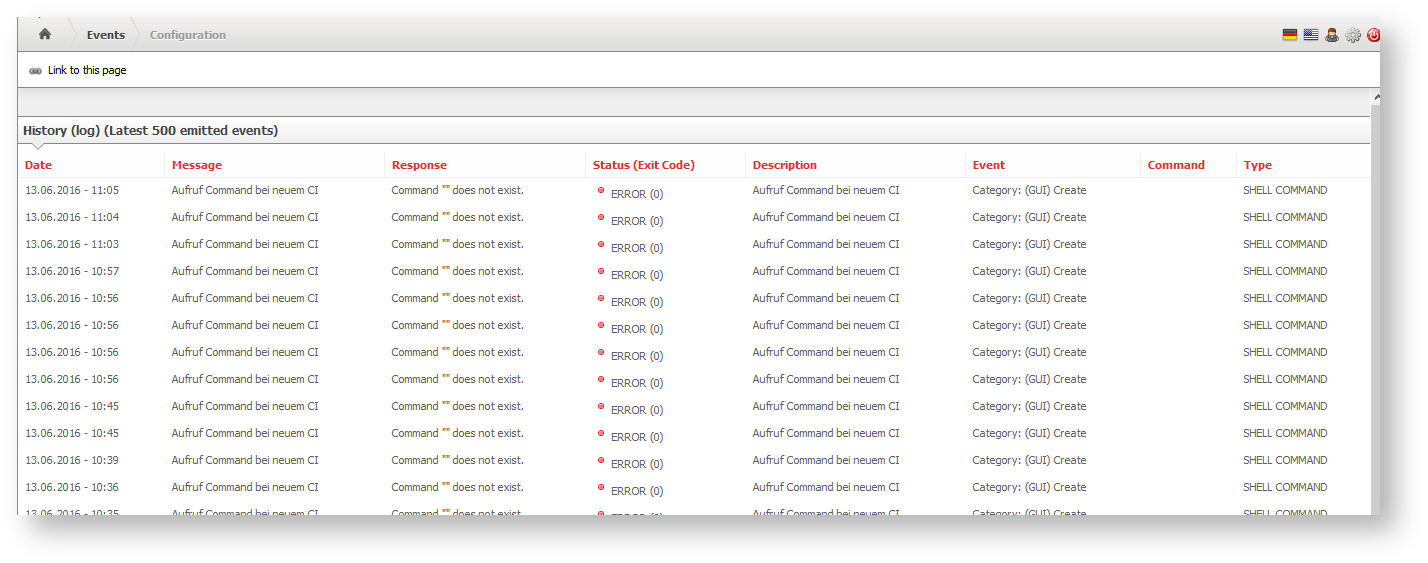 Events Configuration
Link to this page
History (log) (Latest 500 emitted events)
Date Message Response Status (Exit Code) Description Event Command Type
13.06.2016 - 11:05 Aufruf Command bei neuem CI Command "" does not exist. ERROR (0) Aufruf Command bei neuem CI Category: (GUI) Create SHELL COMMAND
13.06.2016 - 11:04 Aufruf Command bei neuem CI Command "" does not exist. ERROR (0) Aufruf Command bei neuem CI Category: (GUI) Create SHELL COMMAND
13.06.2016 - 11:03 Aufruf Command bei neuem CI Command "" does not exist. ERROR (0) Aufruf Command bei neuem CI Category: (GUI) Create SHELL COMMAND
13.06.2016 - 10:57 Aufruf Command bei neuem CI Command "" does not exist. ERROR (0) Aufruf Command bei neuem CI Category: (GUI) Create SHELL COMMAND
13.06.2016 - 10:56 Aufruf Command bei neuem CI Command "" does not exist. ERROR (0) Aufruf Command bei neuem CI Category: (GUI) Create SHELL COMMAND
13.06.2016 - 10:56 Aufruf Command bei neuem CI Command "" does not exist. ERROR (0) Aufruf Command bei neuem CI Category: (GUI) Create SHELL COMMAND
13.06.2016 - 10:56 Aufruf Command bei neuem CI Command "" does not exist. ERROR (0) Aufruf Command bei neuem CI Category: (GUI) Create SHELL COMMAND
13.06.2016 - 10:56 Aufruf Command bei neuem CI Command "" does not exist. ERROR (0) Aufruf Command bei neuem CI Category: (GUI) Create SHELL COMMAND
13.06.2016 - 10:45 Aufruf Command bei neuem CI Command "" does not exist. ERROR (0) Aufruf Command bei neuem CI Category: (GUI) Create SHELL COMMAND
13.06.2016 - 10:45 Aufruf Command bei neuem CI Command "" does not exist. ERROR (0) Aufruf Command bei neuem CI Category: (GUI) Create SHELL COMMAND
13.06.2016 - 10:39 Aufruf Command bei neuem CI Command "" does not exist. ERROR (0) Aufruf Command bei neuem CI Category: (GUI) Create SHELL COMMAND
13.06.2016 - 10:36 Aufruf Command bei neuem CI Command "" does not exist. ERROR (0) Aufruf Command bei neuem CI Category: (GUI) Create SHELL COMMAND
13.06.2016 - 10:35 Aufruf Command bei neuem CI Command "" does not exist. Aufruf Command bei neuem CI Category: (GUI) Create SHELL COMMAND